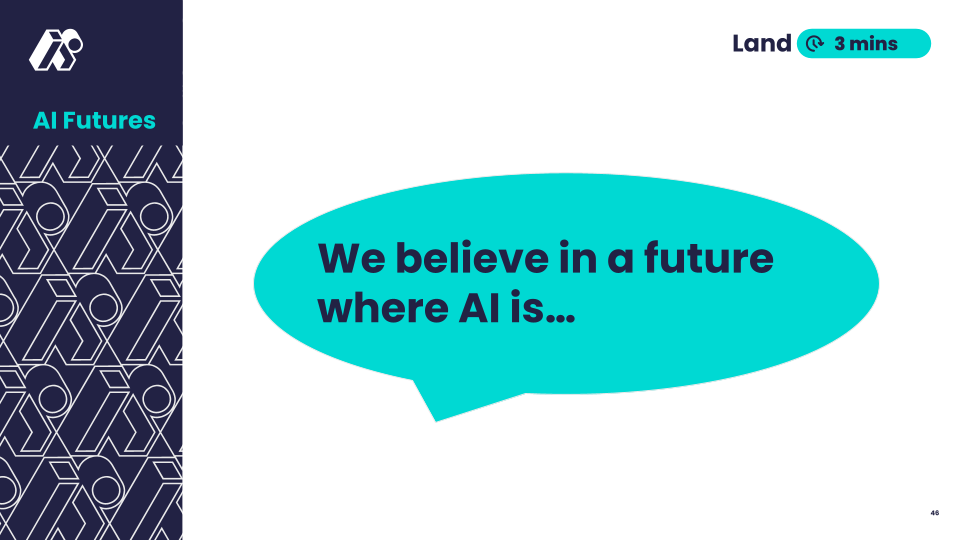 AI Futures
Land
3 mins
We believe in a future
where AI is...
46